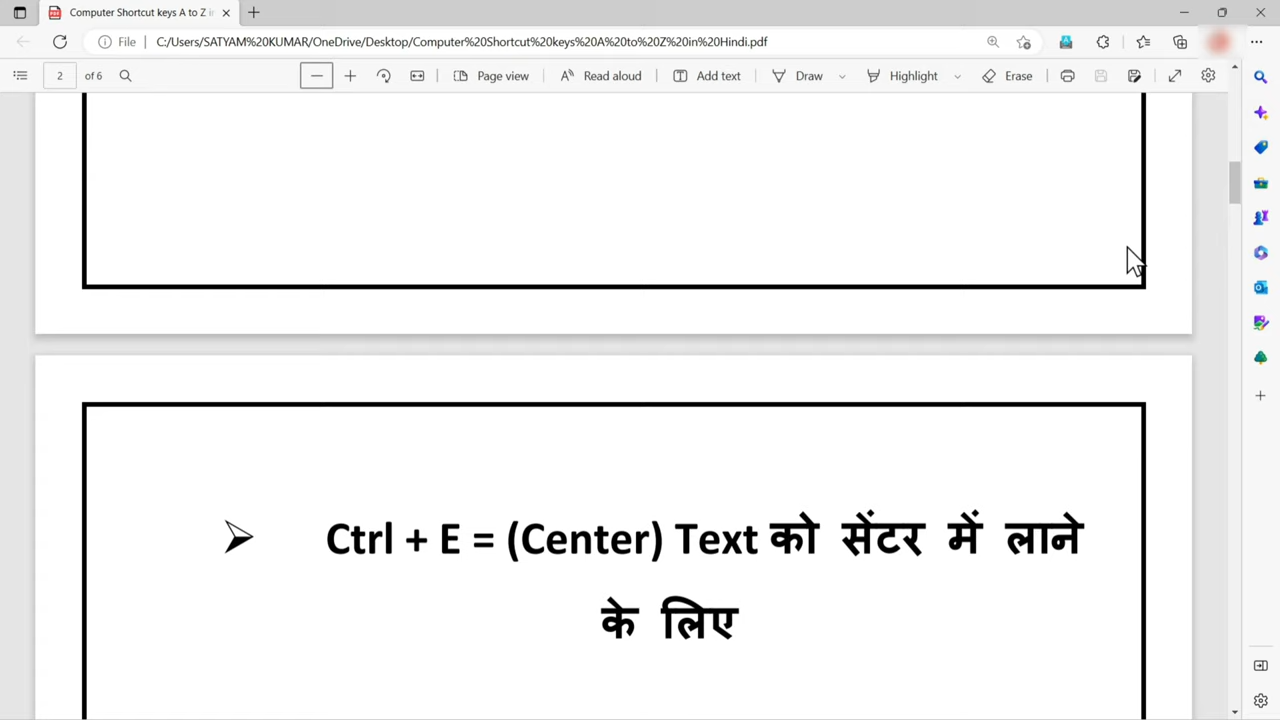 Computer Shortcut keys A to Z i
File
C:/Users/SATYAM%20KUMAR/OneDrive/Desktop/Computer%20Shortcut%20keys%20A%20to%20Z%20in%20Hindi.pdf
2 of 6
Page view
Read aloud
Add text
Draw
Highlight
Erase
Ctrl + E = (Center) Text को सेंटर में लाने
के लिए